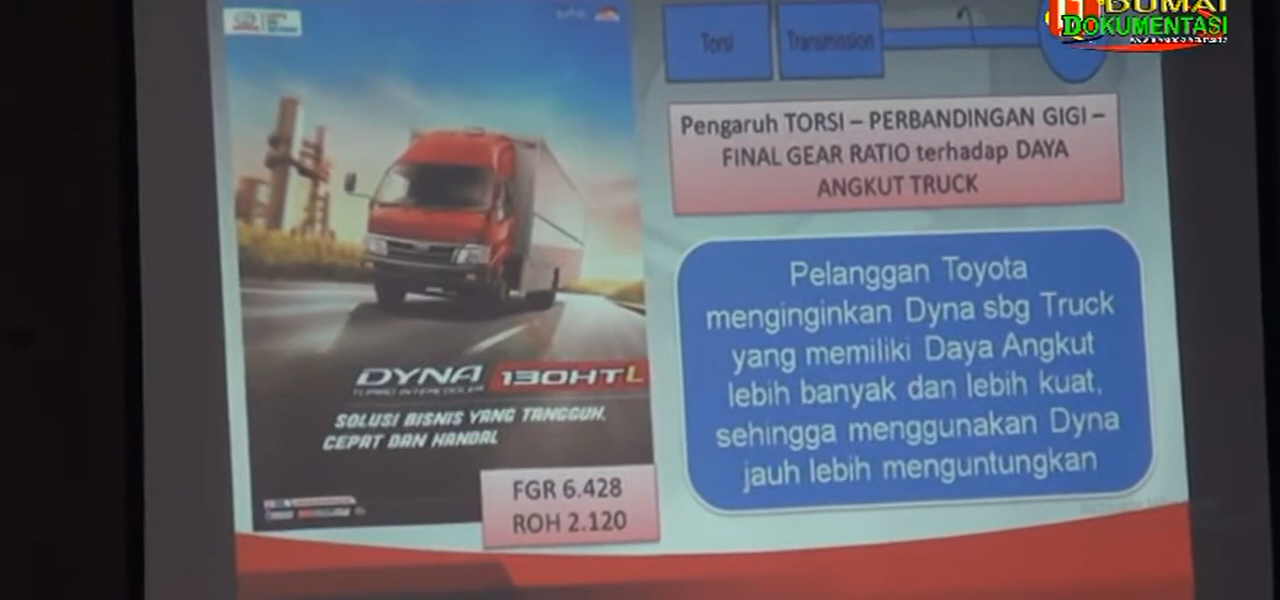 DUMAI
DOKUMENTASI
Torsi
Transmission
Pengaruh TORSI – PERBANDINGAN GIGI –
FINAL GEAR RATIO terhadap DAYA
ANGKUT TRUCK
Pelanggan Toyota
menginginkan Dyna sbg Truck
yang memiliki Daya Angkut
lebih banyak dan lebih kuat,
sehingga menggunakan Dyna
jauh lebih menguntungkan
DYNA 130HTL
TURBO INTERCOOLER
SOLUSI BISNIS YANG TANGGUH,
CEPAT DAN HANDAL
FGR 6.428
ROH 2.120